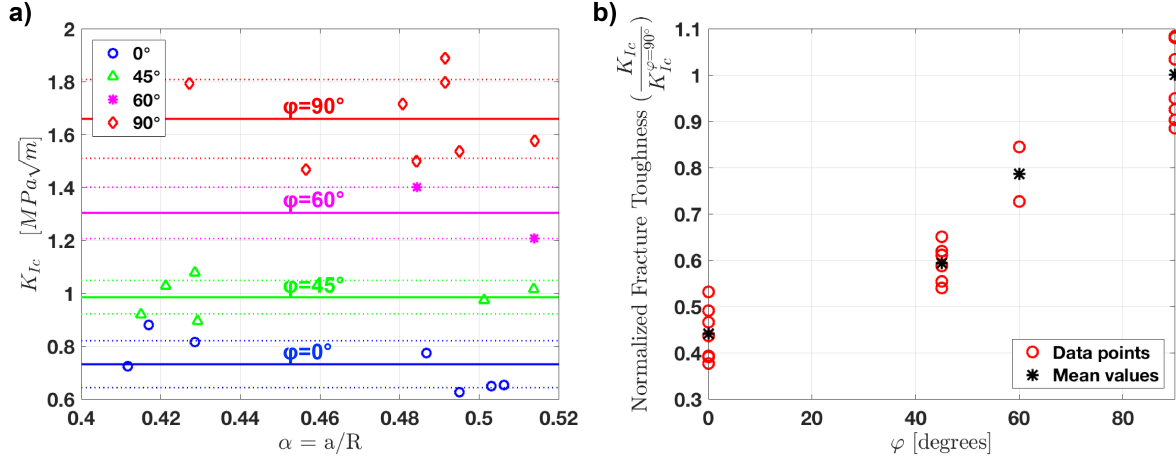 a)
K_{Ic} [MPa√m]
2
1.8
1.6
1.4
1.2
1
0.8
0.6
0°
45°
60°
90°
φ=90°
φ=60°
φ=45°
φ=0°
0.4 0.42 0.44 0.46 0.48 0.5 0.52
α = a/R
b)
Normalized Fracture Toughness (K_{Ic} / K_{Ic}^{φ=90°})
1.1
1
0.9
0.8
0.7
0.6
0.5
0.4
0.3
Data points
Mean values
0 20 40 60 80
φ [degrees]